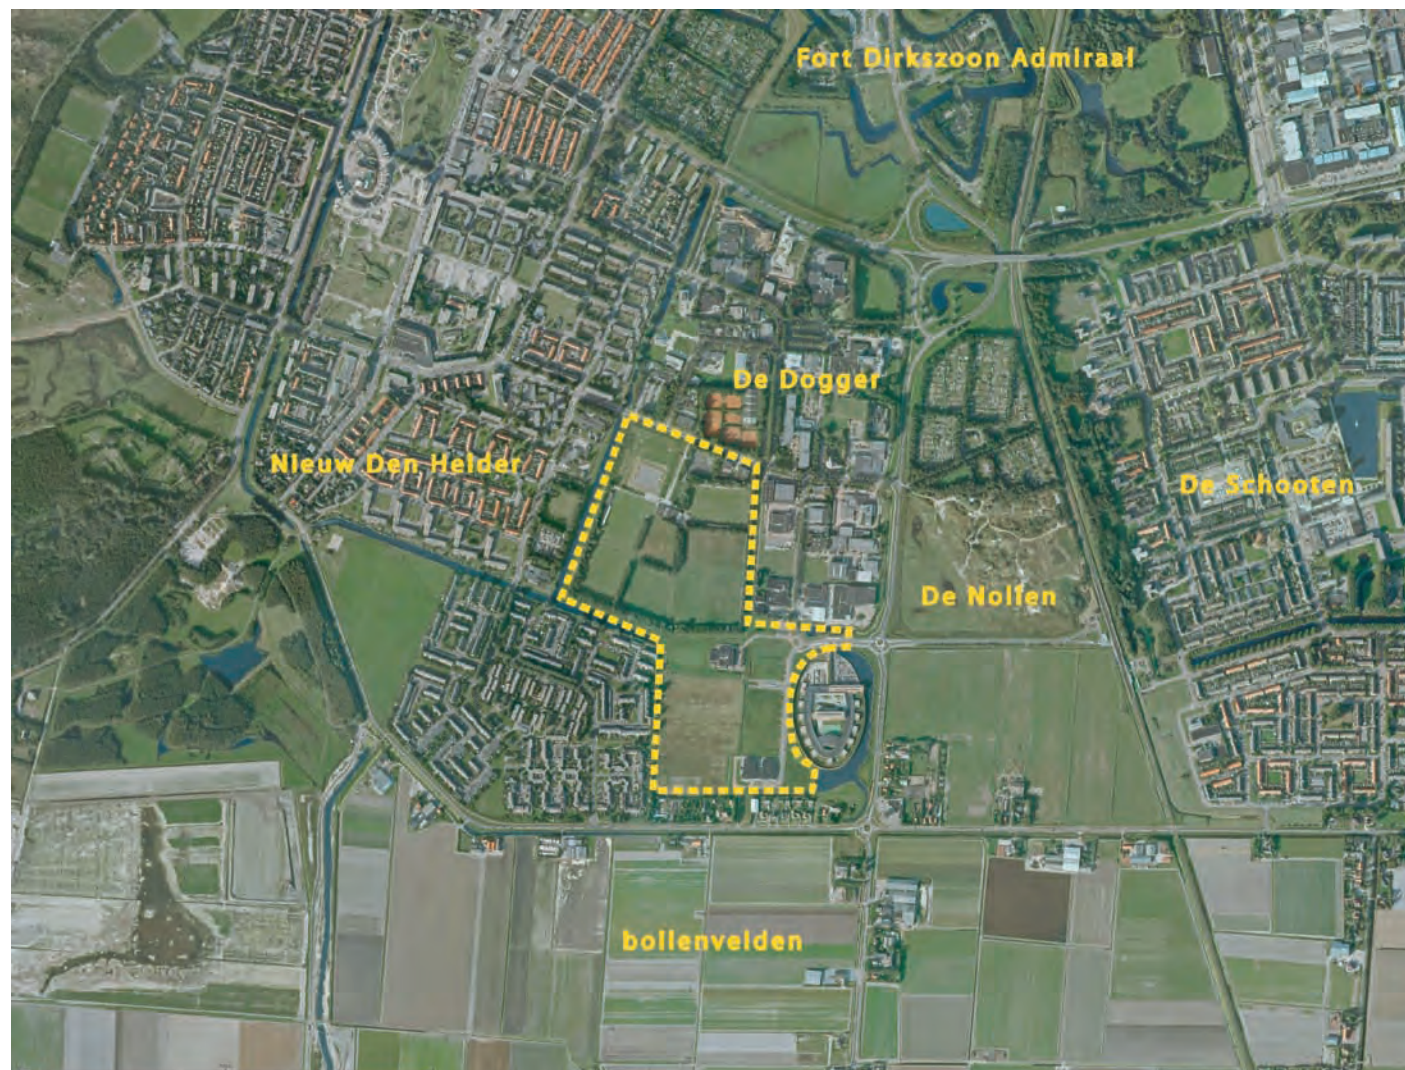 Fort Dirkszoon Admiraal
De Dogger
Nieuw Den Helder
De Schooten
De Nollen
bollenvelden